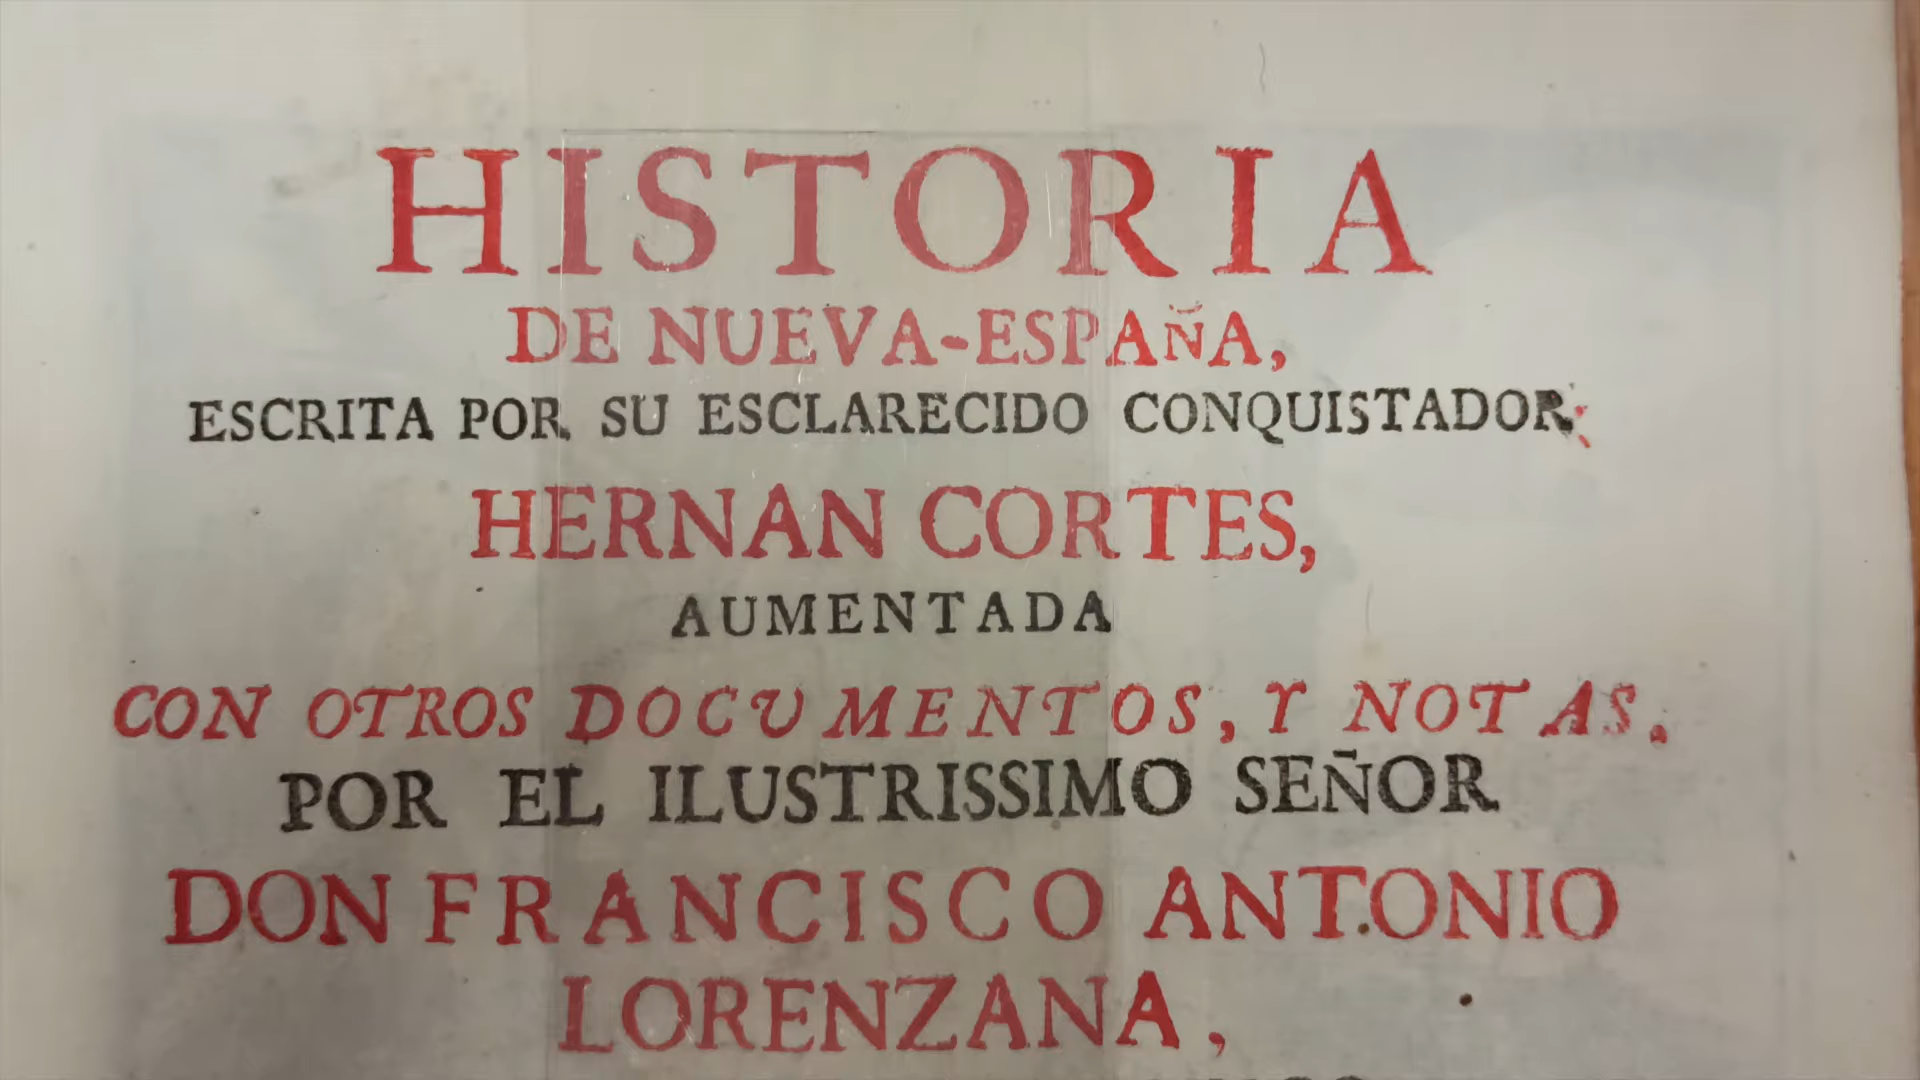 HISTORIA
DE NUEVA-ESPAÑA,
ESCRITA POR SU ESCLARECIDO CONQUISTADOR
HERNAN CORTES,
AUMENTADA
CON OTROS DOCUMENTOS, Y NOTAS,
POR EL ILUSTRISSIMO SEÑOR
DON FRANCISCO ANTONIO
LORENZANA,